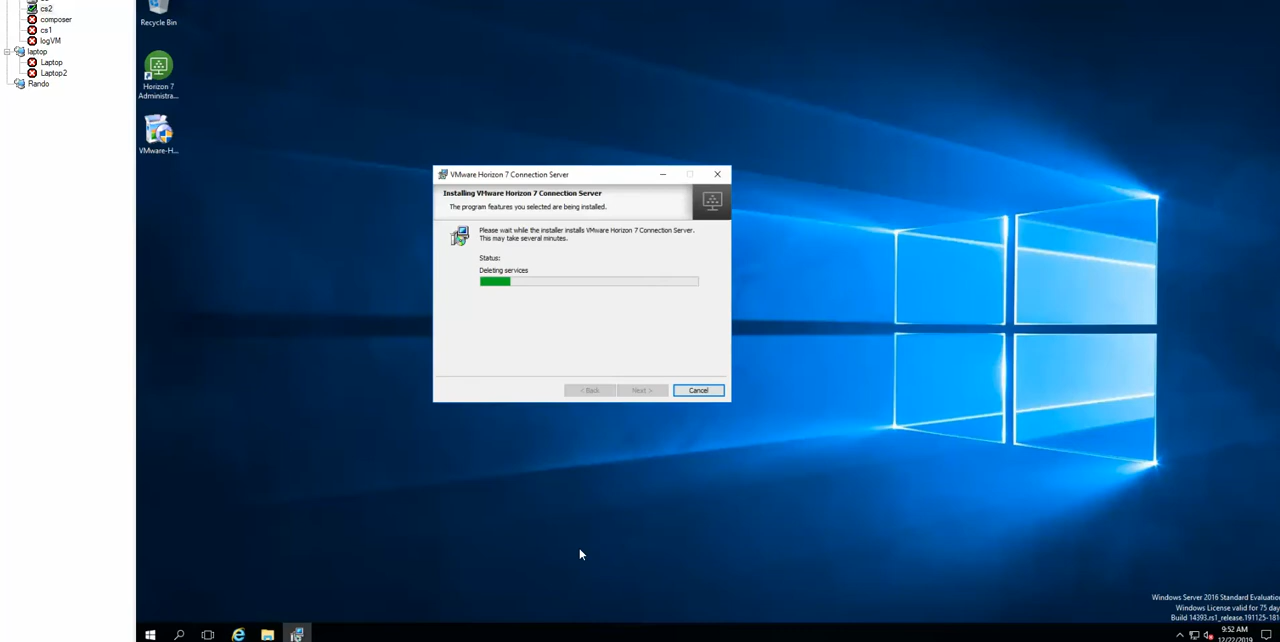 cs2
composer
cs1
logVM
laptop
Laptop
Laptop2
Rando
Recycle Bin
Horizon 7
Administra...
VMware-H...
VMware Horizon 7 Connection Server
Installing VMware Horizon 7 Connection Server
The program features you selected are being installed.
Please wait while the installer installs VMware Horizon 7 Connection Server.
This may take several minutes.
Status:
Deleting services
< Back
Next >
Cancel
Windows Server 2016 Standard Evaluation
Windows License valid for 75 day
Build 14393.rs1_release.191125-181
9:52 AM
12/22/2019